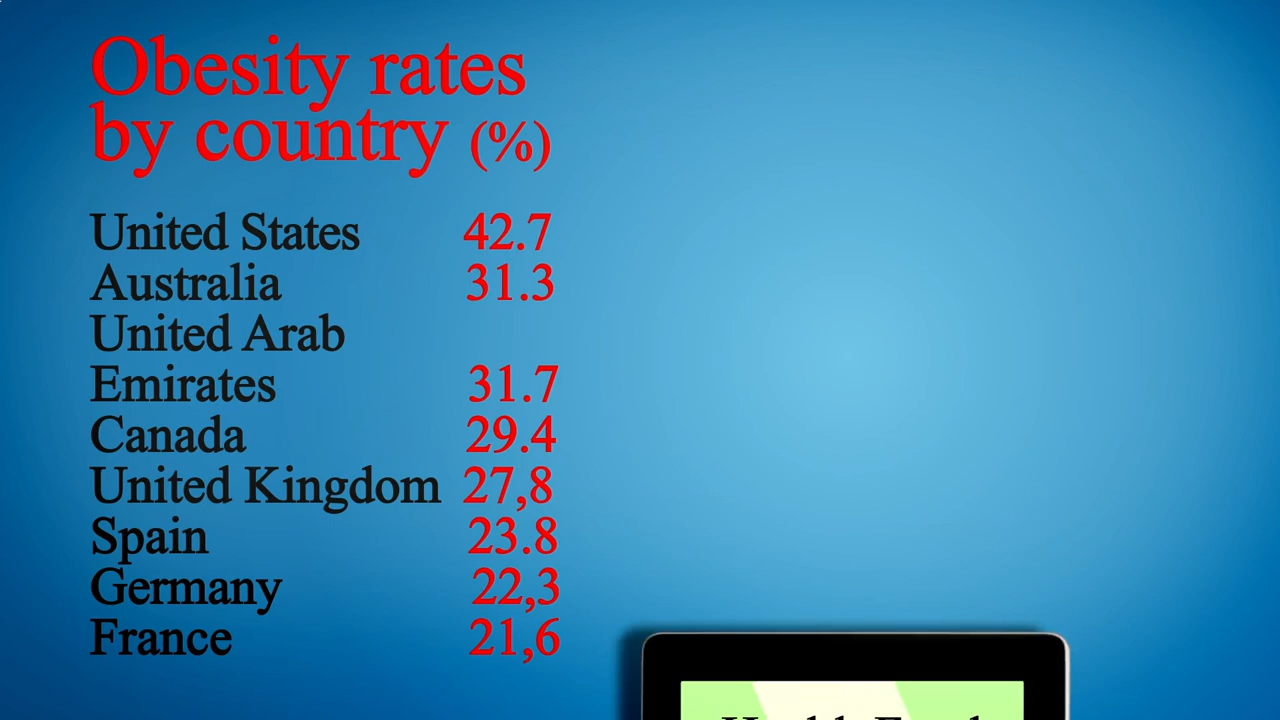 Obesity rates
by country (%)
United States 42.7
Australia 31.3
United Arab
Emirates 31.7
Canada 29.4
United Kingdom 27,8
Spain 23.8
Germany 22,3
France 21,6